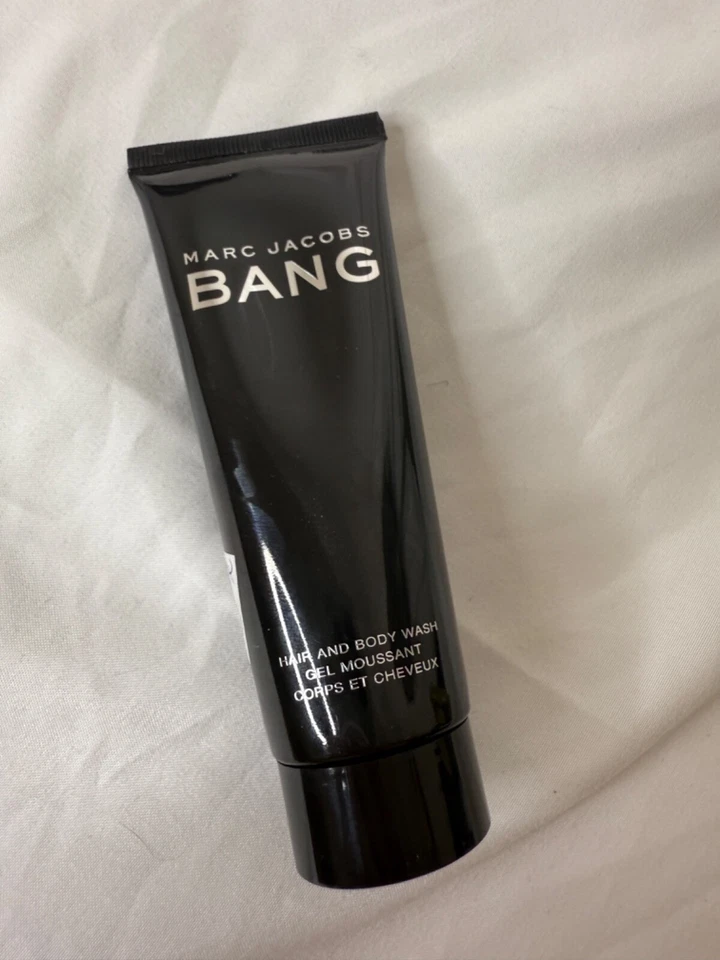 MARC JACOBS
BANG
HAIR AND BODY WASH
GEL MOUSSANT
CORPS ET CHEVEUX